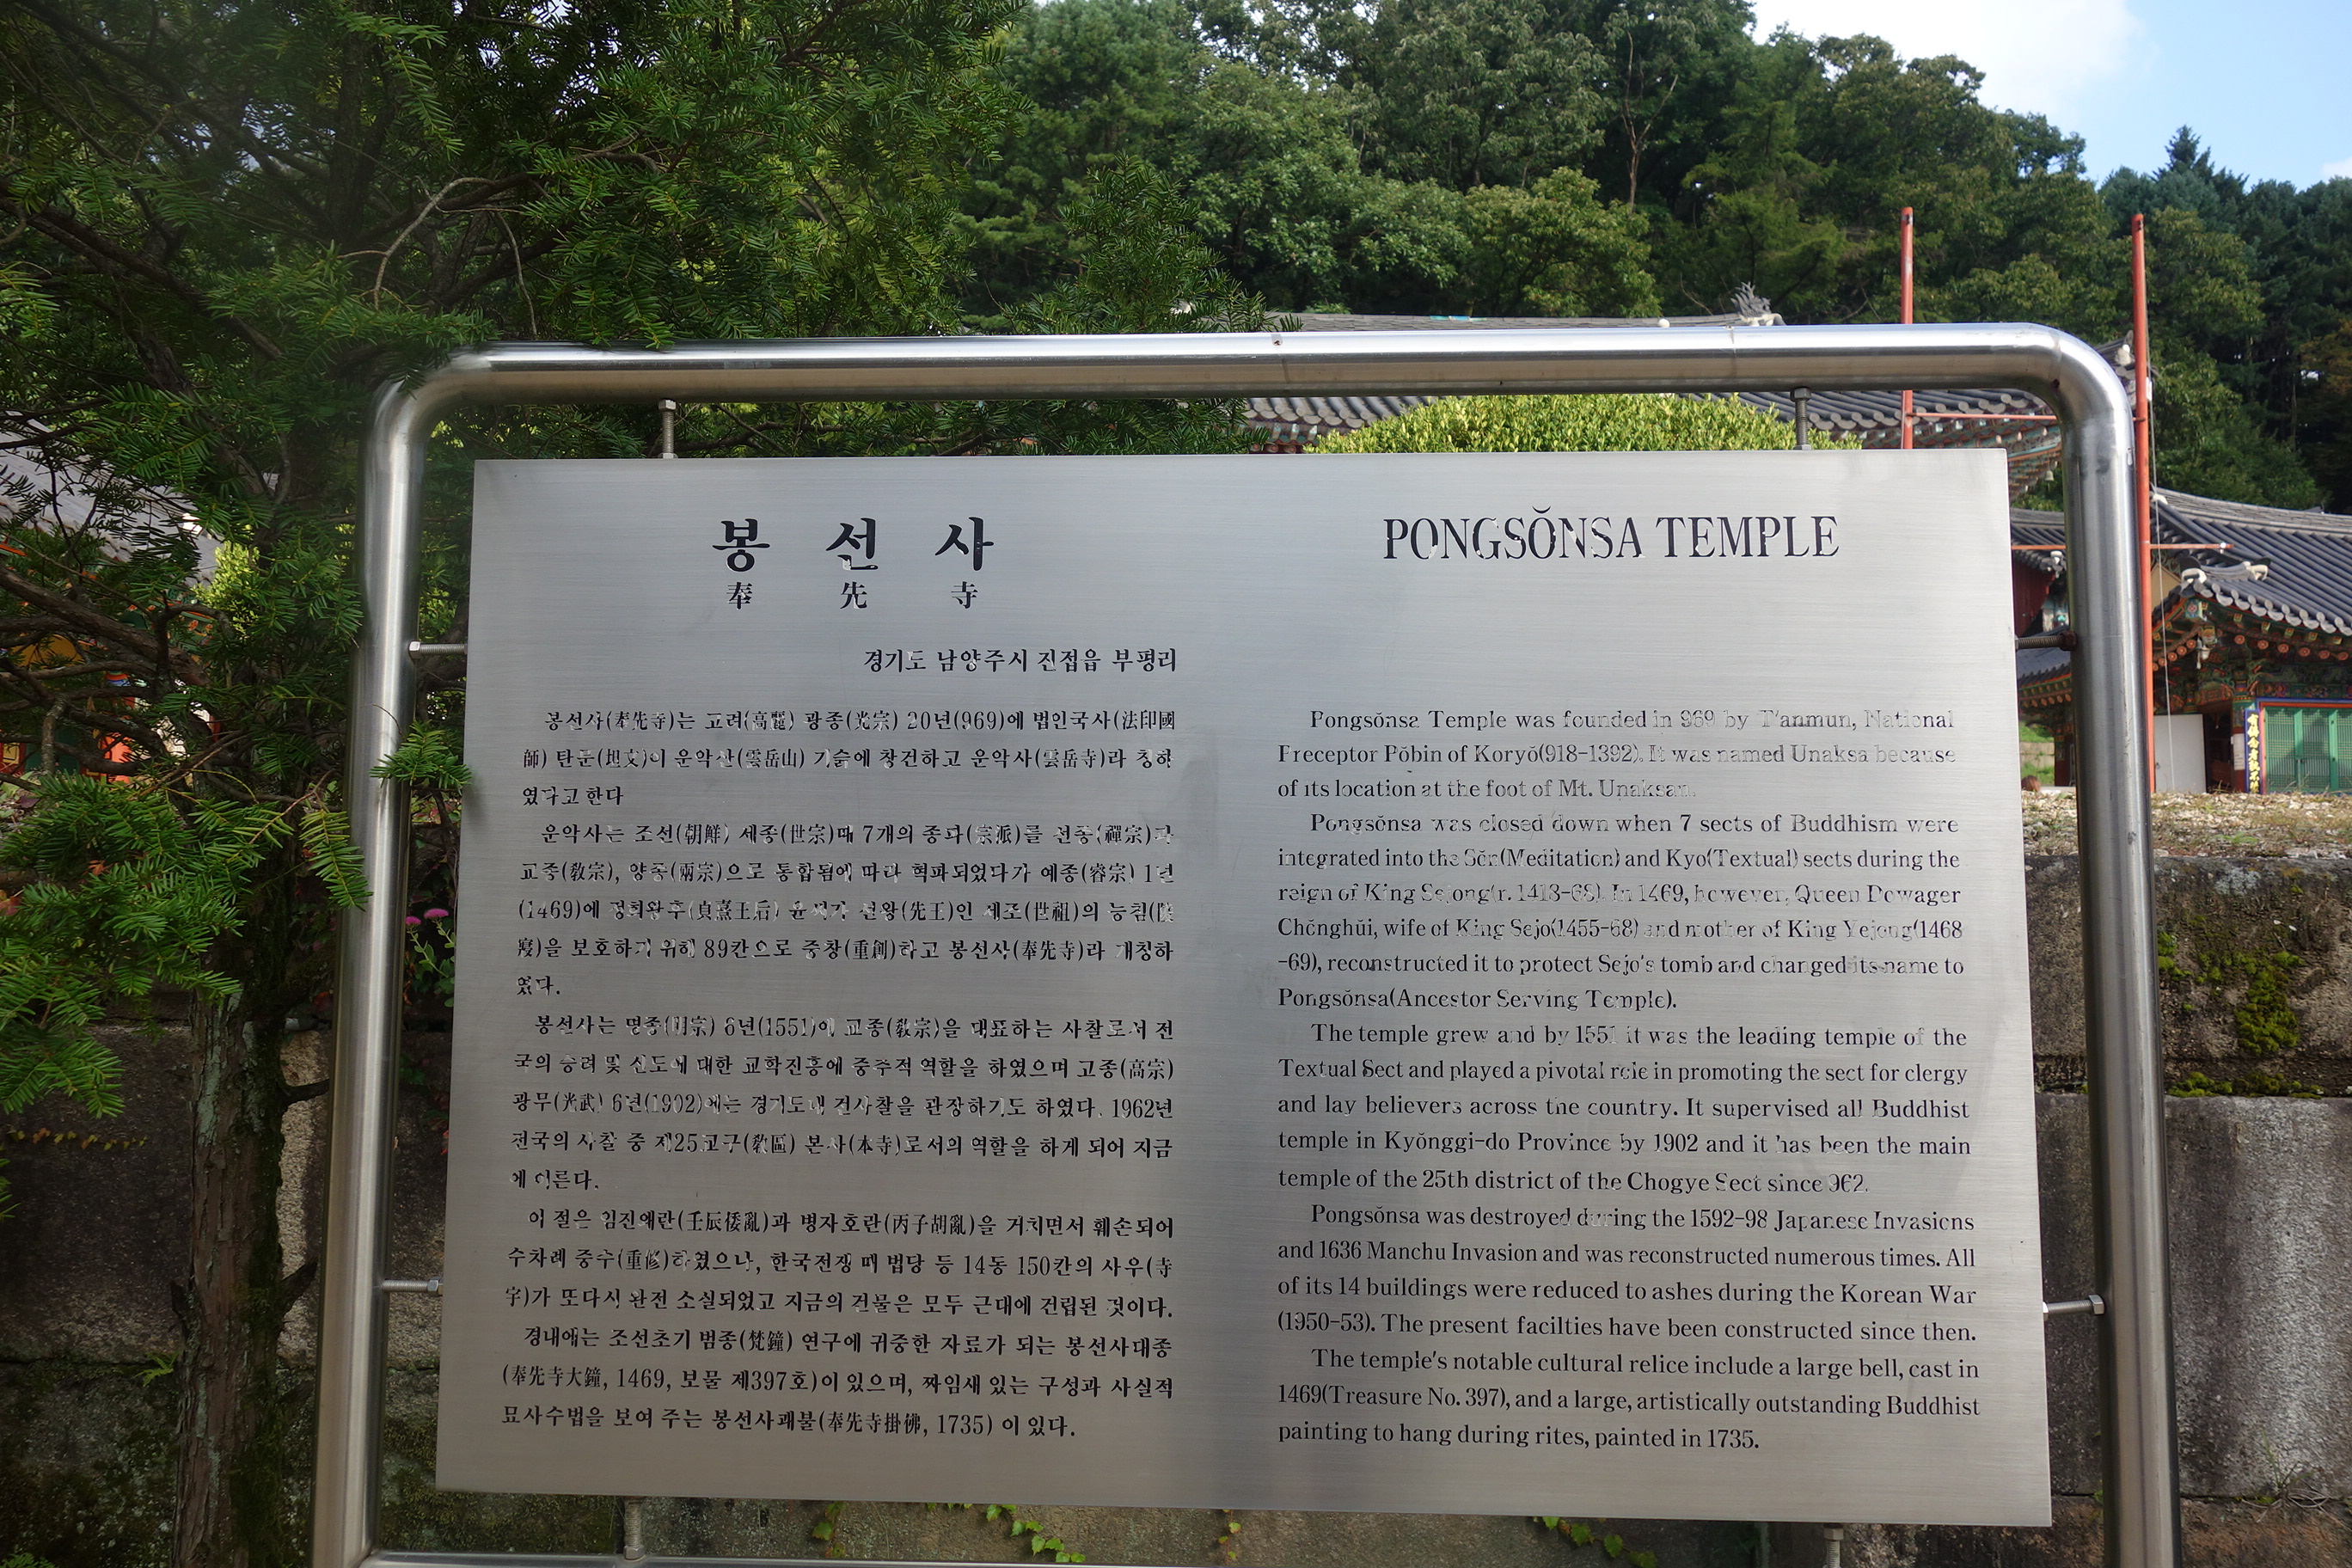 봉 선 사
奉 先 寺
경기도 남양주시 진접읍 부평리
봉선사(奉先寺)는 고려(高麗) 광종(光宗) 20년(969)에 법인국사(法印國
師) 탄문(坦文)이 운악산(雲岳山) 기슭에 창건하고 운악사(雲岳寺)라 칭하
였다고 한다
운악사는 조선(朝鮮) 세종(世宗)때 7개의 종파(宗派)를 선종(禪宗)과
교종(敎宗), 양종(兩宗)으로 통합됨에 따라 혁파되었다가 예종(睿宗) 1년
(1469)에 정희왕후(貞熹王后) 윤씨가 선왕(先王)인 세조(世祖)의 능침(陵
寢)을 보호하기 위해 89칸으로 중창(重創)하고 봉선사(奉先寺)라 개칭하
였다.
봉선사는 명종(明宗) 6년(1551)에 교종(敎宗)을 대표하는 사찰로서 전
국의 승려 및 신도에 대한 교학진흥에 중추적 역할을 하였으며 고종(高宗)
광무(光武) 6년(1902)에는 경기도내 전사찰을 관장하기도 하였다. 1962년
전국의 사찰 중 제25교구(敎區) 본사(本寺)로서의 역할을 하게 되어 지금
에 이른다.
이 절은 임진왜란(壬辰倭亂)과 병자호란(丙子胡亂)을 거치면서 훼손되어
수차례 중수(重修)하였으나, 한국전쟁 때 법당 등 14동 150칸의 사우(寺
宇)가 또다시 완전 소실되었고 지금의 건물은 모두 근대에 건립된 것이다.
경내에는 조선초기 범종(梵鐘) 연구에 귀중한 자료가 되는 봉선사대종
(奉先寺大鐘, 1469, 보물 제397호)이 있으며, 짜임새 있는 구성과 사실적
묘사수법을 보여 주는 봉선사괘불(奉先寺掛佛, 1735) 이 있다.
PONGSŎNSA TEMPLE
Pongsŏnsa Temple was founded in 969 by T'anmun, National
Preceptor Pŏbin of Koryŏ(918-1392). It was named Unaksa because
of its location at the foot of Mt. Unaksan.
Pongsŏnsa was closed down when 7 sects of Buddhism were
integrated into the Sŏn(Meditation) and Kyo(Textual) sects during the
reign of King Sejong(r. 1418-68). In 1469, however, Queen Dowager
Chŏnghŭi, wife of King Sejo(1455-68) and mother of King Yejong(1468
-69), reconstructed it to protect Sejo's tomb and changed its name to
Pongsŏnsa(Ancestor Serving Temple).
The temple grew and by 1551 it was the leading temple of the
Textual Sect and played a pivotal role in promoting the sect for clergy
and lay believers across the country. It supervised all Buddhist
temple in Kyŏnggi-do Province by 1902 and it has been the main
temple of the 25th district of the Chogye Sect since 962.
Pongsŏnsa was destroyed during the 1592-98 Japanese Invasions
and 1636 Manchu Invasion and was reconstructed numerous times. All
of its 14 buildings were reduced to ashes during the Korean War
(1950-53). The present facilties have been constructed since then.
The temple's notable cultural relice include a large bell, cast in
1469(Treasure No. 397), and a large, artistically outstanding Buddhist
painting to hang during rites, painted in 1735.